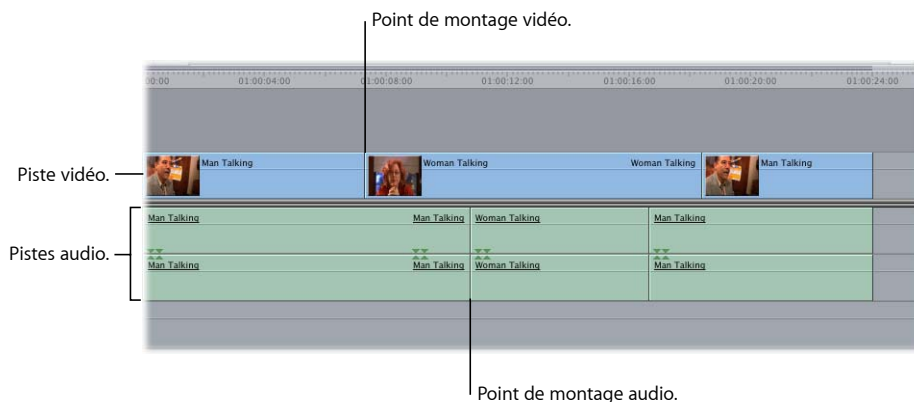 Point de montage vidéo.
00:00 01:00:04:00 01:00:08:00 01:00:12:00 01:00:16:00 01:00:20:00 01:00:24:00
Piste vidéo.
Man Talking Woman Talking Woman Talking Man Talking
Pistes audio.
Man Talking Man Talking Woman Talking Man Talking
Man Talking Man Talking Woman Talking Man Talking
Point de montage audio.